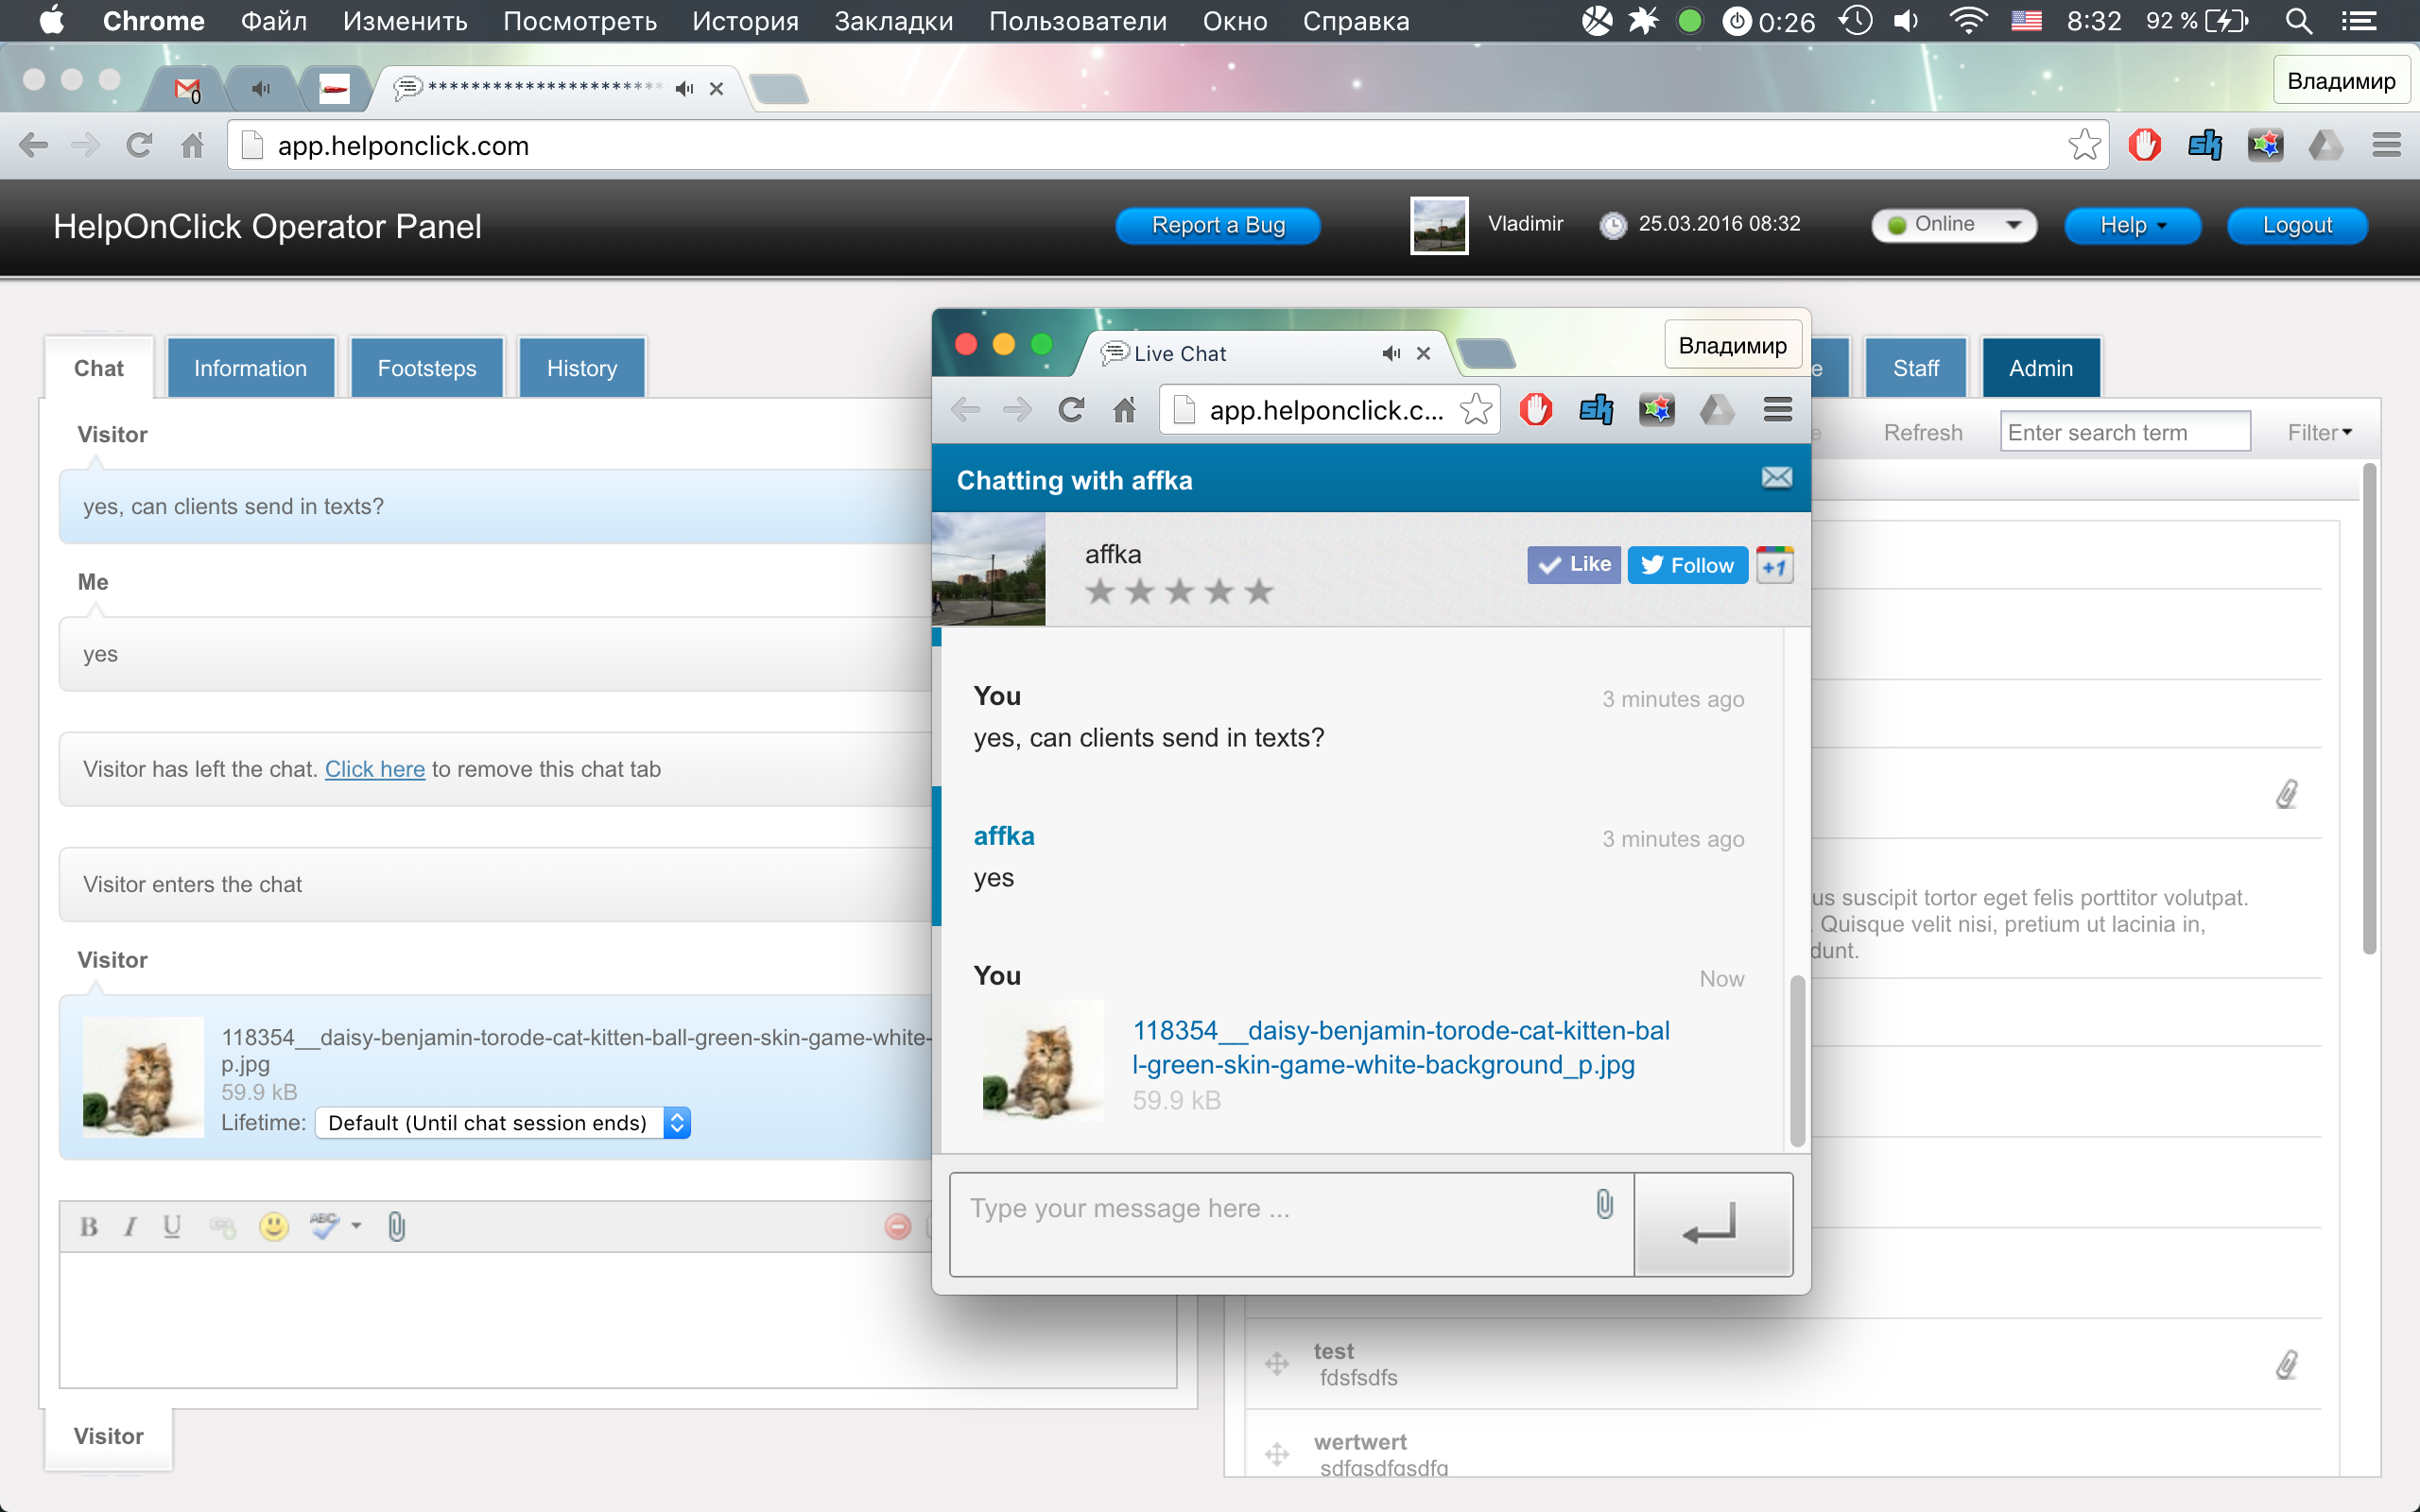 Chrome Файл Изменить Посмотреть История Закладки Пользователи Окно Справка 0:26 8:32 92 %
0 ********************** Владимир
app.helponclick.com
HelpOnClick Operator Panel Report a Bug Vladimir 25.03.2016 08:32 Online Help Logout
Chat Information Footsteps History
Visitor
yes, can clients send in texts?
Me
yes
Visitor has left the chat. Click here to remove this chat tab
Visitor enters the chat
Visitor
118354__daisy-benjamin-torode-cat-kitten-ball-green-skin-game-white-
p.jpg
59.9 kB
Lifetime: Default (Until chat session ends)
B I U ABC
Visitor
Live Chat Владимир
app.helponclick.c...
Chatting with affka
affka
Like Follow +1
You 3 minutes ago
yes, can clients send in texts?
affka 3 minutes ago
yes
You Now
118354__daisy-benjamin-torode-cat-kitten-bal
l-green-skin-game-white-background_p.jpg
59.9 kB
Type your message here ...
e Staff Admin
e Refresh Enter search term Filter
us suscipit tortor eget felis porttitor volutpat.
. Quisque velit nisi, pretium ut lacinia in,
dunt.
test
fdsfsdfs
wertwert
sdfgsdfgsdfg